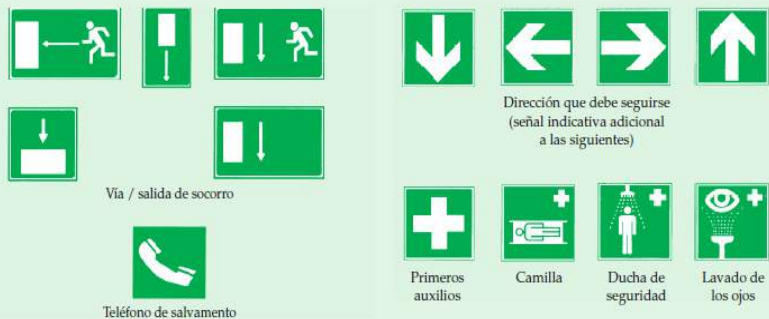 Vía / salida de socorro
Teléfono de salvamento
Dirección que debe seguirse
(señal indicativa adicional
a las siguientes)
Primeros
auxilios
Camilla
Ducha de
seguridad
Lavado de
los ojos